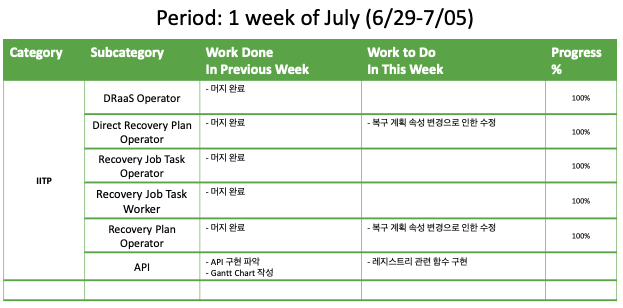 Period: 1 week of July (6/29-7/05)
Category Subcategory Work Done In Previous Week Work to Do In This Week Progress %
IITP
DRaaS Operator - 머지 완료 100%
Direct Recovery Plan Operator - 머지 완료 - 복구 계획 속성 변경으로 인한 수정 100%
Recovery Job Task Operator - 머지 완료 100%
Recovery Job Task Worker - 머지 완료 100%
Recovery Plan Operator - 머지 완료 - 복구 계획 속성 변경으로 인한 수정 100%
API - API 구현 파악 - 레지스트리 관련 함수 구현
- Gantt Chart 작성